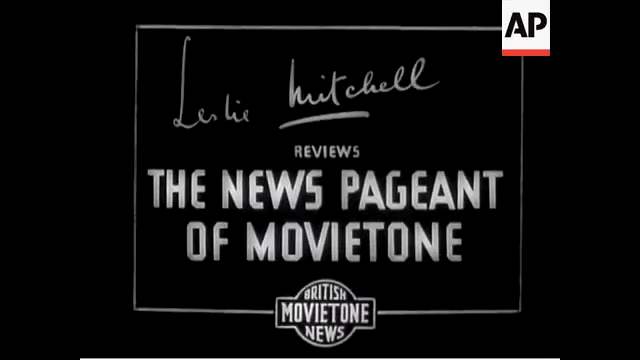 AP
Leslie Mitchell
REVIEWS
THE NEWS PAGEANT
OF MOVIETONE
BRITISH
MOVIETONE
NEWS